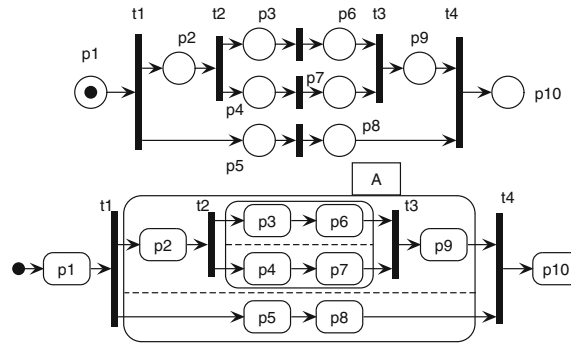 t1 t2 p3 p6 t3 t4
p1 p2 p9
p4 p7 p10
p5 p8
A
t1 t2 t3 t4
p3 p6
p1 p2 p9 p10
p4 p7
p5 p8